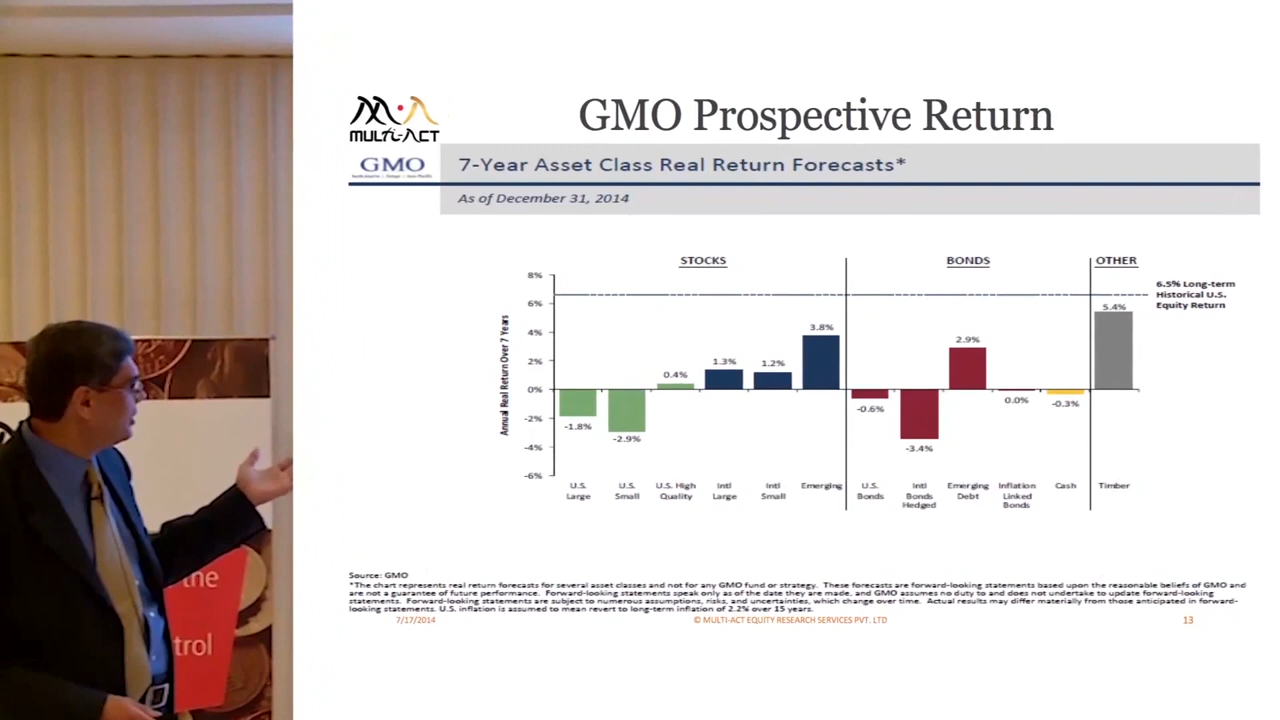 MULTI-ACT
GMO Prospective Return
GMO
7-Year Asset Class Real Return Forecasts*
As of December 31, 2014
STOCKS
BONDS
OTHER
8%
6%
4%
2%
0%
-2%
-4%
-6%
Annual Real Return Over 7 Years
6.5% Long-term
Historical U.S.
Equity Return
-1.8%
-2.9%
0.4%
1.3%
1.2%
3.8%
-0.6%
-3.4%
2.9%
0.0%
-0.3%
5.4%
U.S.
Large
U.S.
Small
U.S. High
Quality
Intl
Large
Intl
Small
Emerging
U.S.
Bonds
Intl
Bonds
Hedged
Emerging
Debt
Inflation
Linked
Bonds
Cash
Timber
Source: GMO
*The chart represents real return forecasts for several asset classes and not for any GMO fund or strategy. These forecasts are forward-looking statements based upon the reasonable beliefs of GMO and
are not a guarantee of future performance. Forward-looking statements speak only as of the date they are made, and GMO assumes no duty to and does not undertake to update forward-looking
statements. Forward-looking statements are subject to numerous assumptions, risks, and uncertainties, which change over time. Actual results may differ materially from those anticipated in forward-
looking statements. U.S. inflation is assumed to mean revert to long-term inflation of 2.2% over 15 years.
7/17/2014
© MULTI-ACT EQUITY RESEARCH SERVICES PVT. LTD
13
the
trol